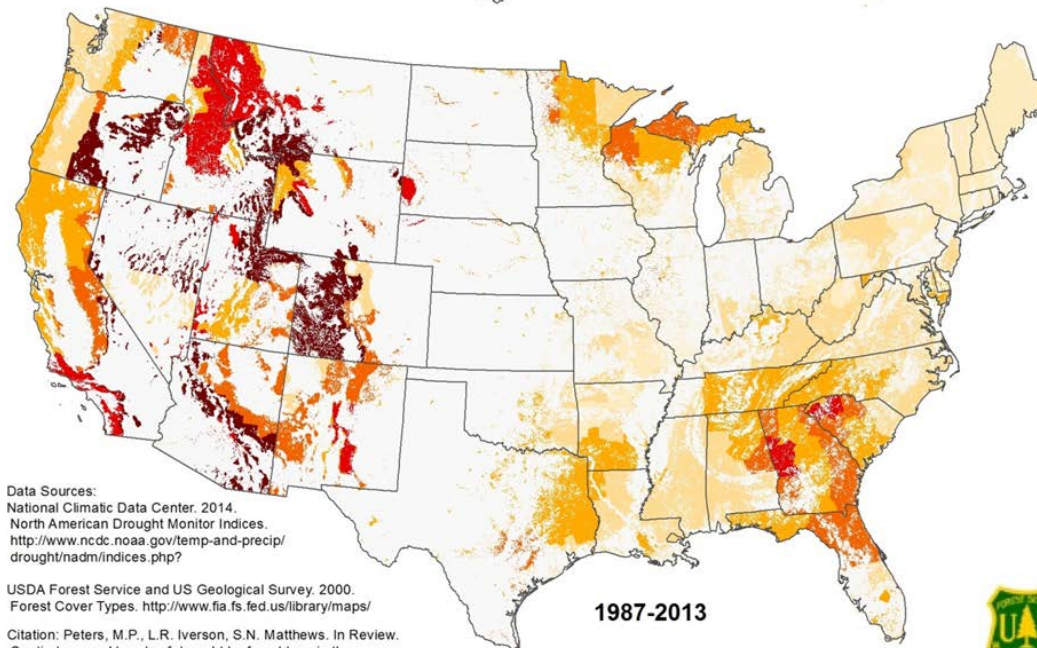 Data Sources:
National Climatic Data Center. 2014.
North American Drought Monitor Indices.
http://www.ncdc.noaa.gov/temp-and-precip/
drought/nadm/indices.php?
USDA Forest Service and US Geological Survey. 2000.
Forest Cover Types. http://www.fia.fs.fed.us/library/maps/
Citation: Peters, M.P., L.R. Iverson, S.N. Matthews. In Review.
1987-2013
FOREST
U S